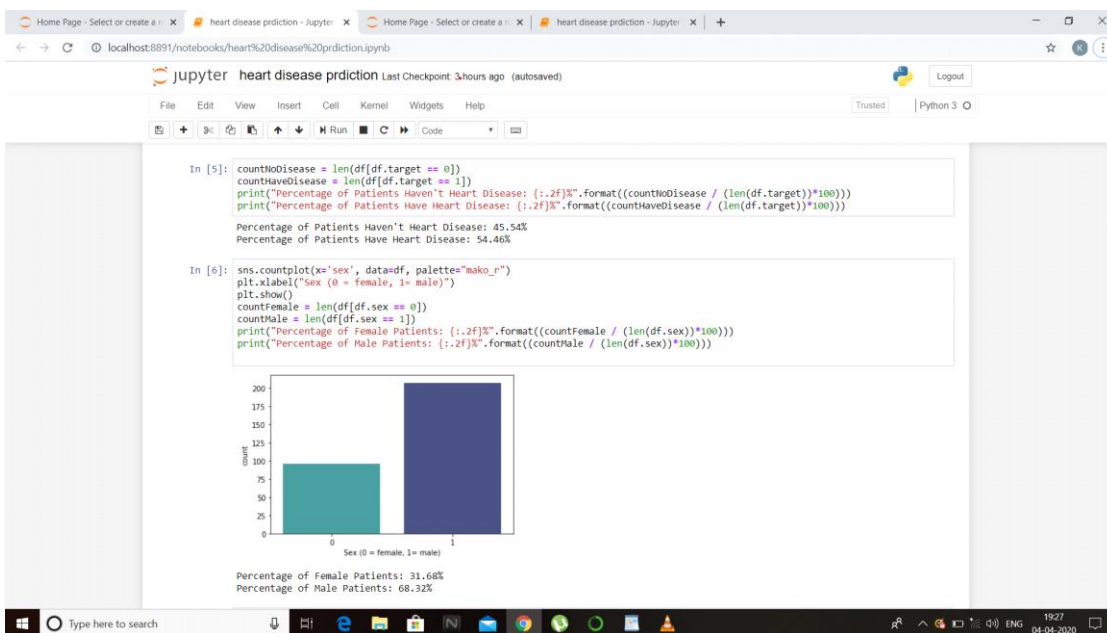 Home Page - Select or create a n
heart disease prdiction - Jupyter
Home Page - Select or create a n
heart disease prdiction - Jupyter
localhost:8891/notebooks/heart%20disease%20prdiction.ipynb
K
jupyter heart disease prdiction Last Checkpoint: 3 hours ago (autosaved)
Logout
File Edit View Insert Cell Kernel Widgets Help
Trusted
Python 3
Run
Code
In [5]: countNoDisease = len(df[df.target == 0])
countHaveDisease = len(df[df.target == 1])
print("Percentage of Patients Haven't Heart Disease: {:.2f}%".format((countNoDisease / (len(df.target))*100)))
print("Percentage of Patients Have Heart Disease: {:.2f}%".format((countHaveDisease / (len(df.target))*100)))
Percentage of Patients Haven't Heart Disease: 45.54%
Percentage of Patients Have Heart Disease: 54.46%
In [6]: sns.countplot(x='sex', data=df, palette="mako_r")
plt.xlabel("Sex (0 = female, 1= male)")
plt.show()
countFemale = len(df[df.sex == 0])
countMale = len(df[df.sex == 1])
print("Percentage of Female Patients: {:.2f}%".format((countFemale / (len(df.sex))*100)))
print("Percentage of Male Patients: {:.2f}%".format((countMale / (len(df.sex))*100)))
200
175
150
125
100
75
50
25
0
count
0 1
Sex (0 = female, 1= male)
Percentage of Female Patients: 31.68%
Percentage of Male Patients: 68.32%
Type here to search
ENG
19:27
04-04-2020